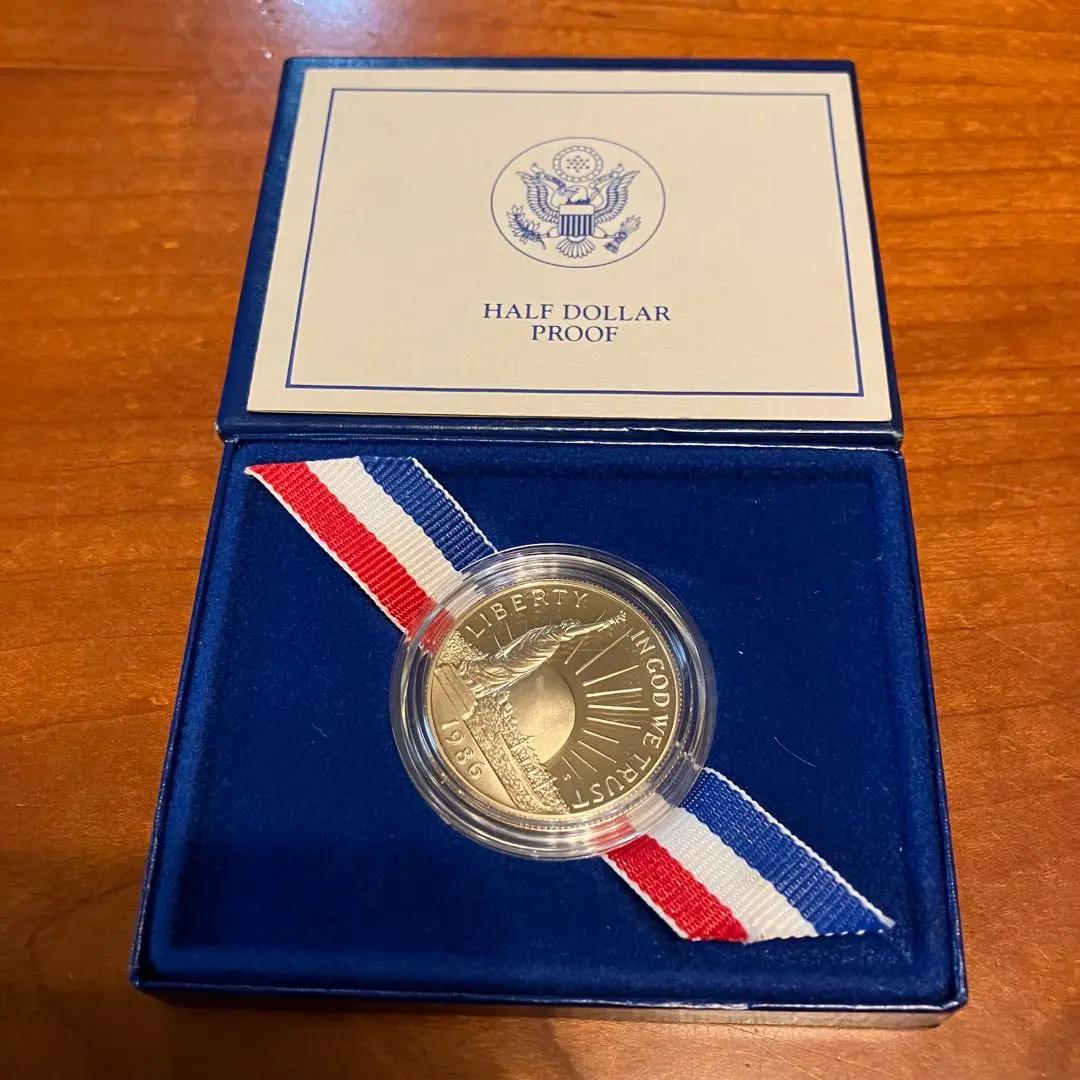 HALF DOLLAR
PROOF
LIBERTY
IN GOD WE TRUST
1986
S